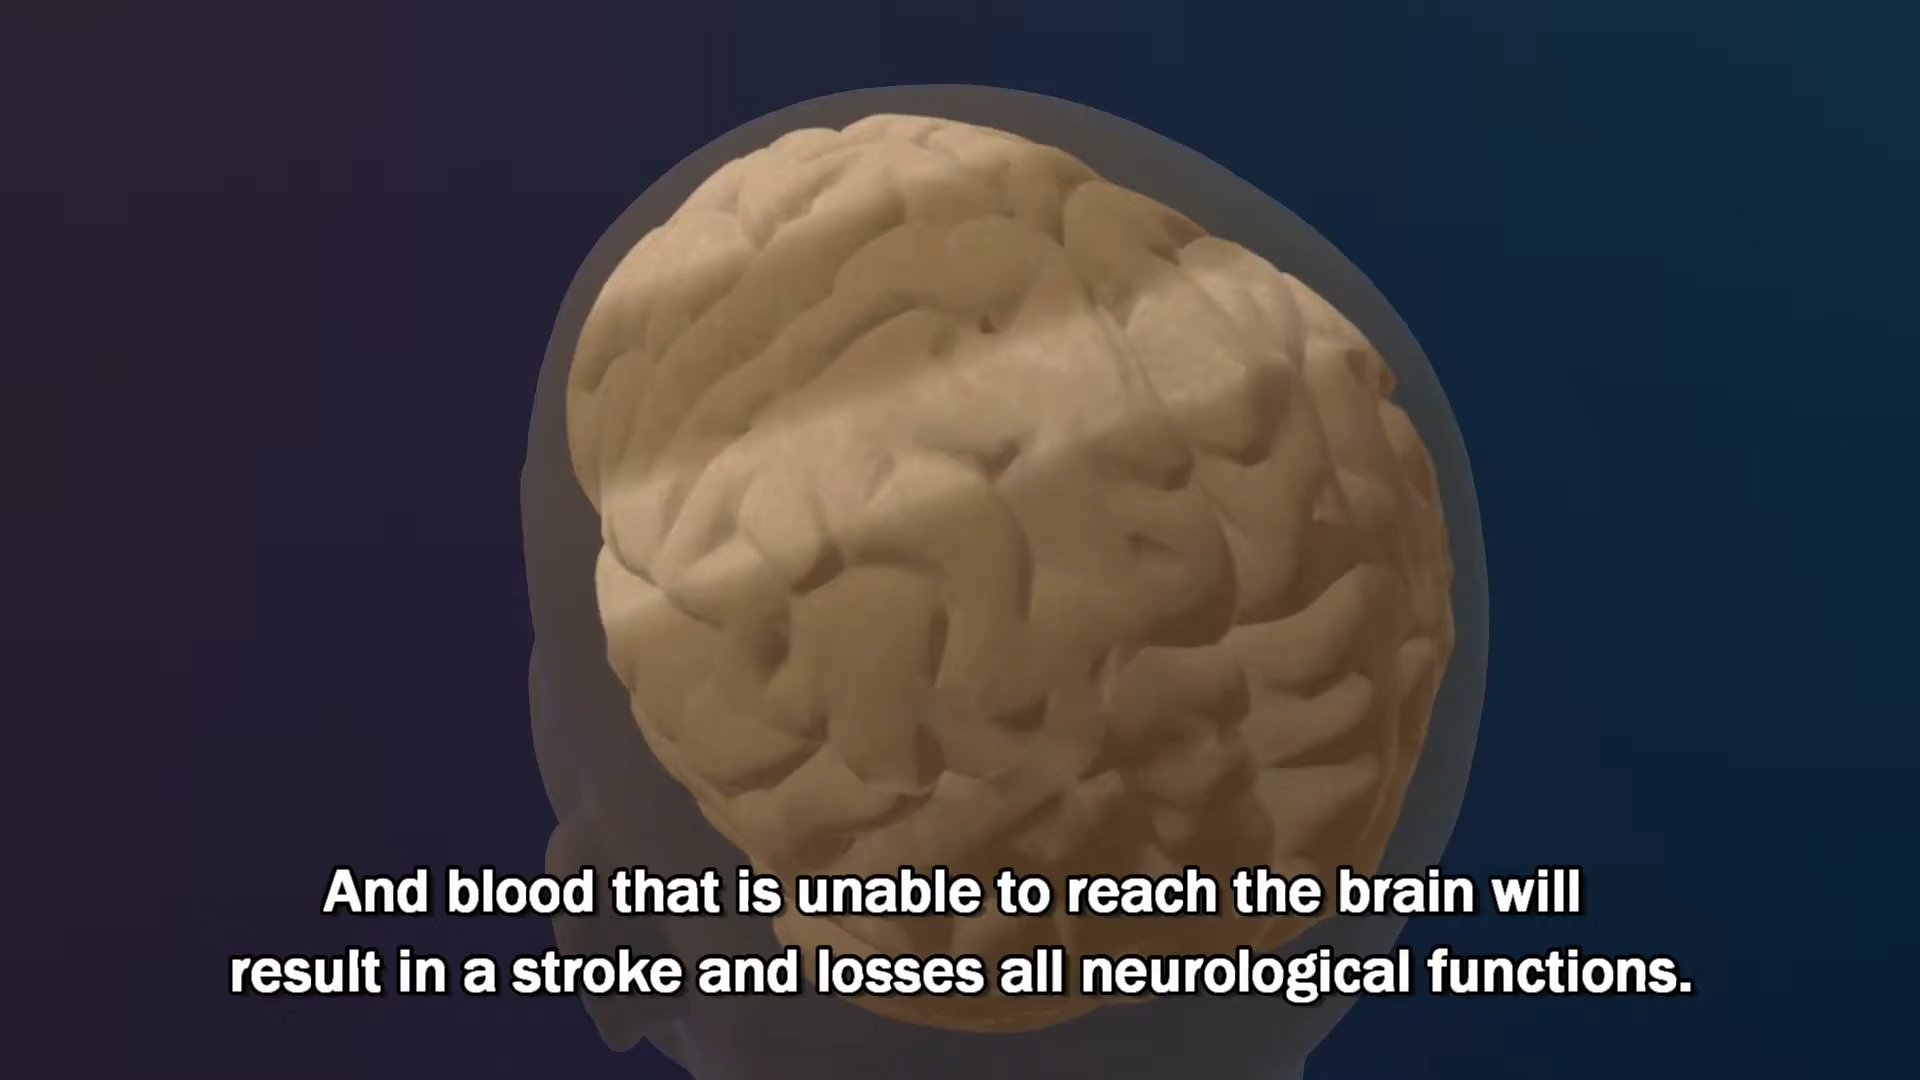 And blood that is unable to reach the brain will
result in a stroke and losses all neurological functions.